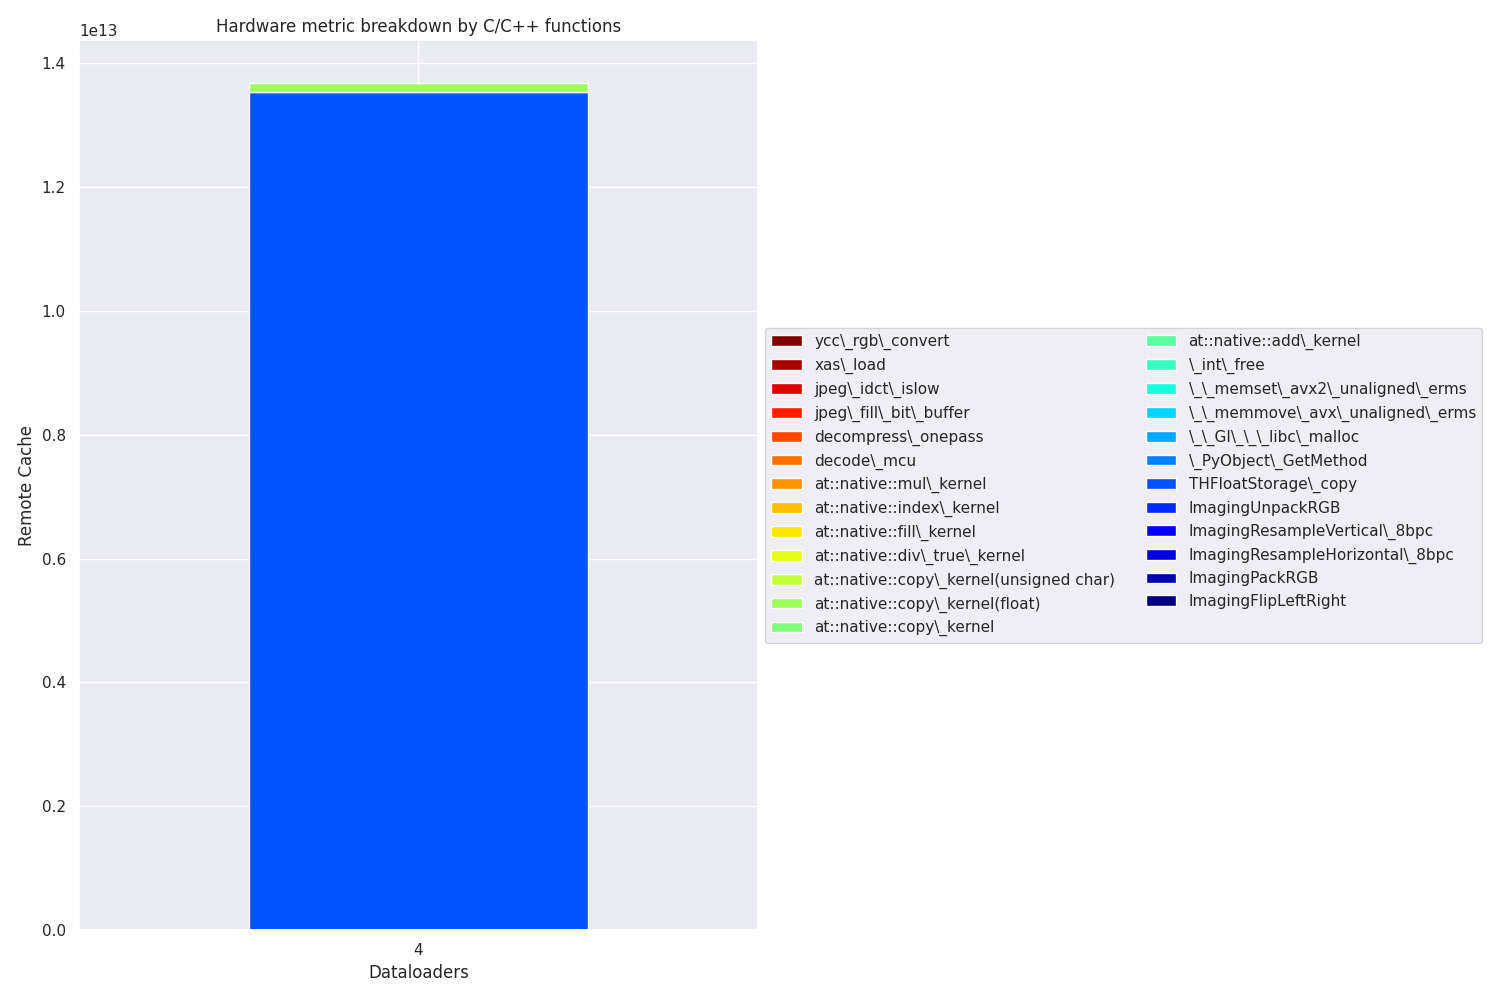 Hardware metric breakdown by C/C++ functions
1e13
1.4
1.2
1.0
0.8
0.6
0.4
0.2
0.0
Remote Cache
4
Dataloaders
ycc\_rgb\_convert
xas\_load
jpeg\_idct\_islow
jpeg\_fill\_bit\_buffer
decompress\_onepass
decode\_mcu
at::native::mul\_kernel
at::native::index\_kernel
at::native::fill\_kernel
at::native::div\_true\_kernel
at::native::copy\_kernel(unsigned char)
at::native::copy\_kernel(float)
at::native::copy\_kernel
at::native::add\_kernel
\_int\_free
\_\_memset\_avx2\_unaligned\_erms
\_\_memmove\_avx\_unaligned\_erms
\_\_GI\_\_\_libc\_malloc
\_PyObject\_GetMethod
THFloatStorage\_copy
ImagingUnpackRGB
ImagingResampleVertical\_8bpc
ImagingResampleHorizontal\_8bpc
ImagingPackRGB
ImagingFlipLeftRight